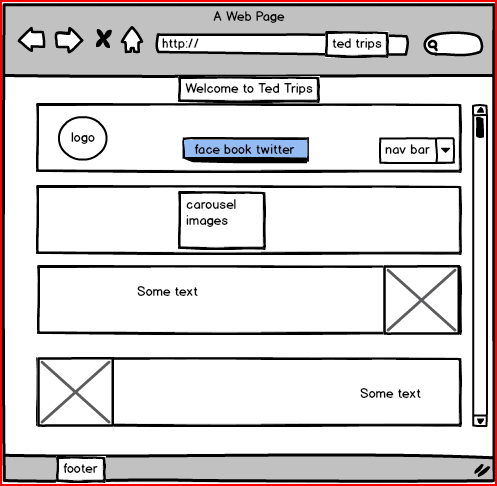 A Web Page
http://
ted trips
Welcome to Ted Trips
logo
face book twitter
nav bar
carousel
images
Some text
Some text
footer